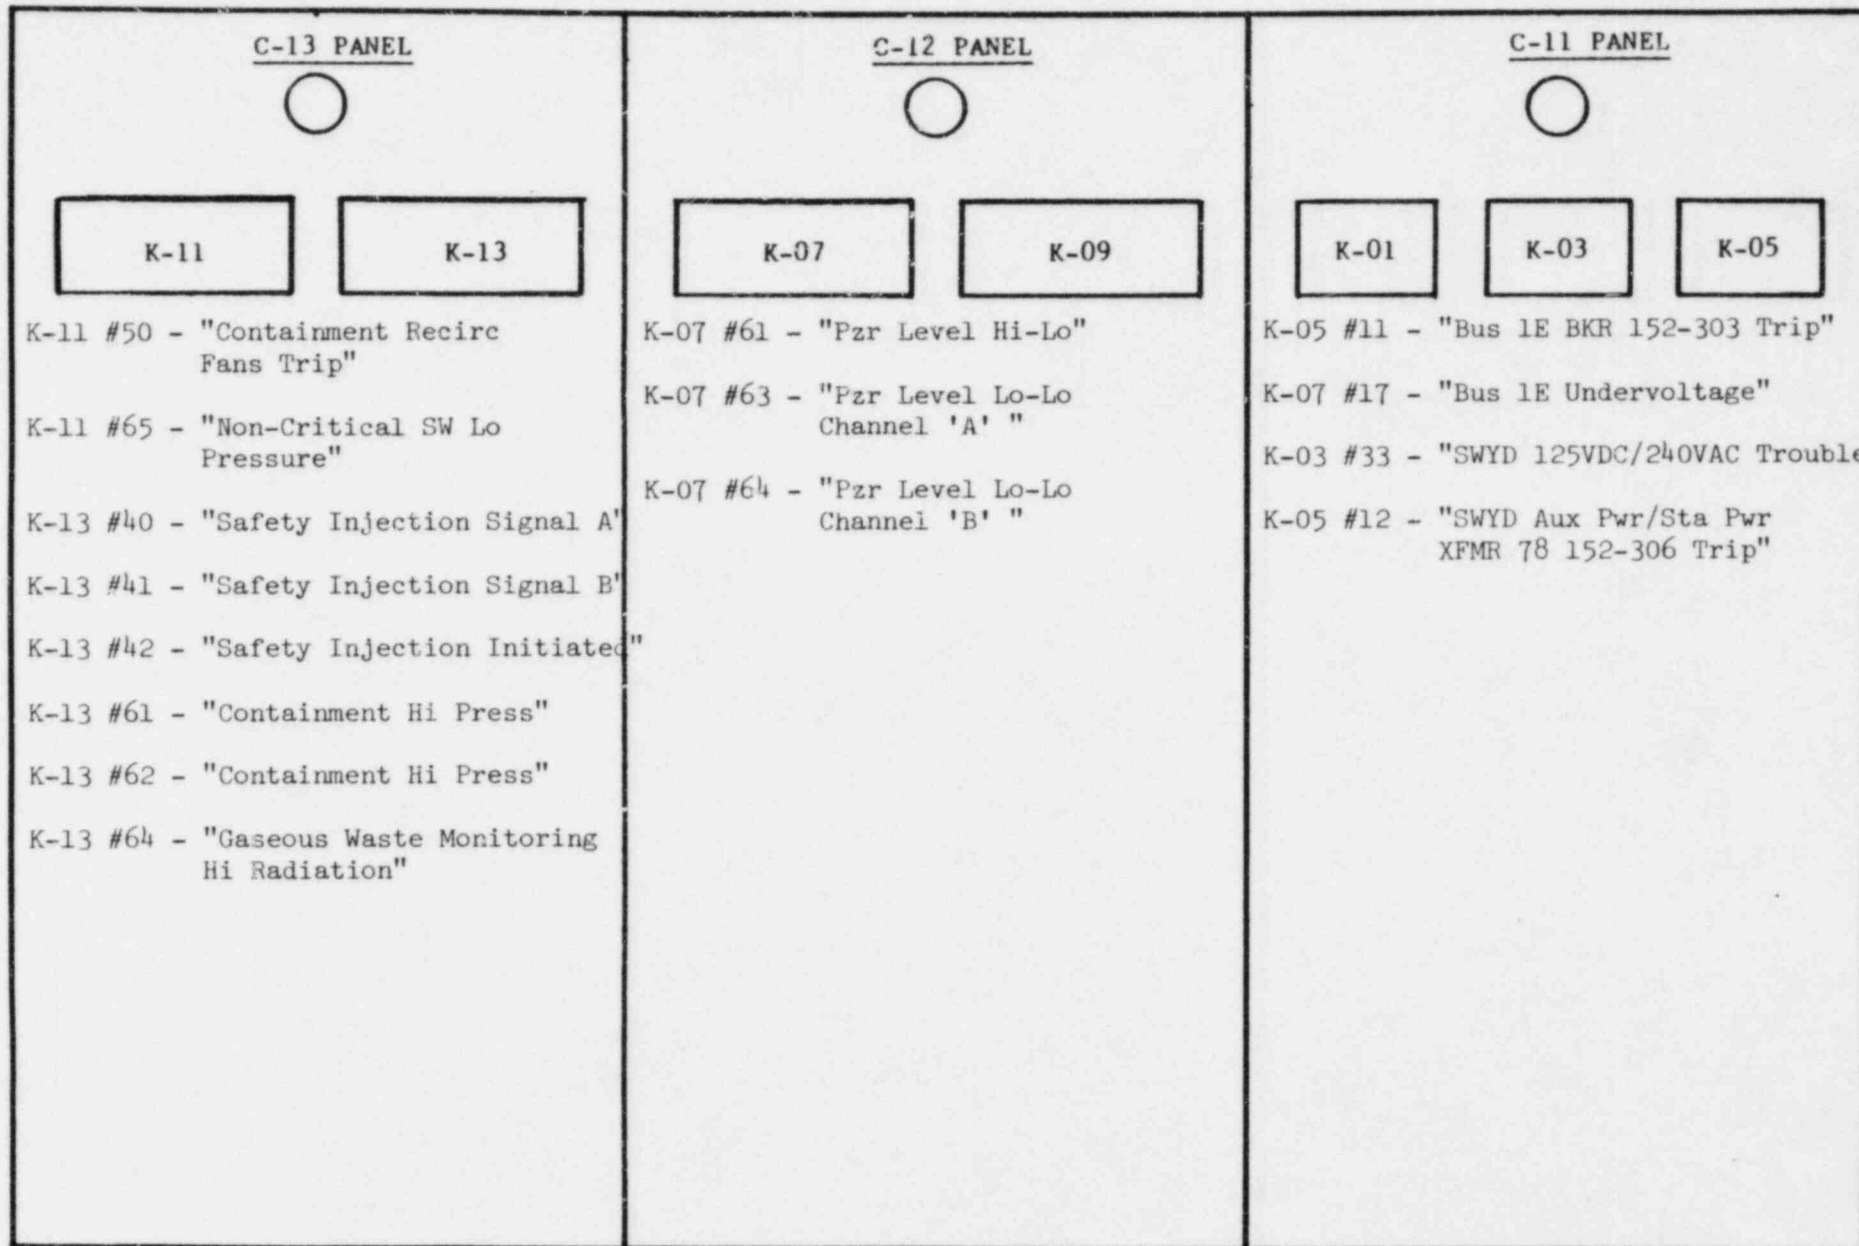 C-13 PANEL
K-11
K-13
K-11 #50 - "Containment Recirc
Fans Trip"
K-11 #65 - "Non-Critical SW Lo
Pressure"
K-13 #40 - "Safety Injection Signal A"
K-13 #41 - "Safety Injection Signal B"
K-13 #42 - "Safety Injection Initiated"
K-13 #61 - "Containment Hi Press"
K-13 #62 - "Containment Hi Press"
K-13 #64 - "Gaseous Waste Monitoring
Hi Radiation"
C-12 PANEL
K-07
K-09
K-07 #61 - "Pzr Level Hi-Lo"
K-07 #63 - "Pzr Level Lo-Lo
Channel 'A' "
K-07 #64 - "Pzr Level Lo-Lo
Channel 'B' "
C-11 PANEL
K-01
K-03
K-05
K-05 #11 - "Bus 1E BKR 152-303 Trip"
K-07 #17 - "Bus 1E Undervoltage"
K-03 #33 - "SWYD 125VDC/240VAC Trouble
K-05 #12 - "SWYD Aux Pwr/Sta Pwr
XFMR 78 152-306 Trip"